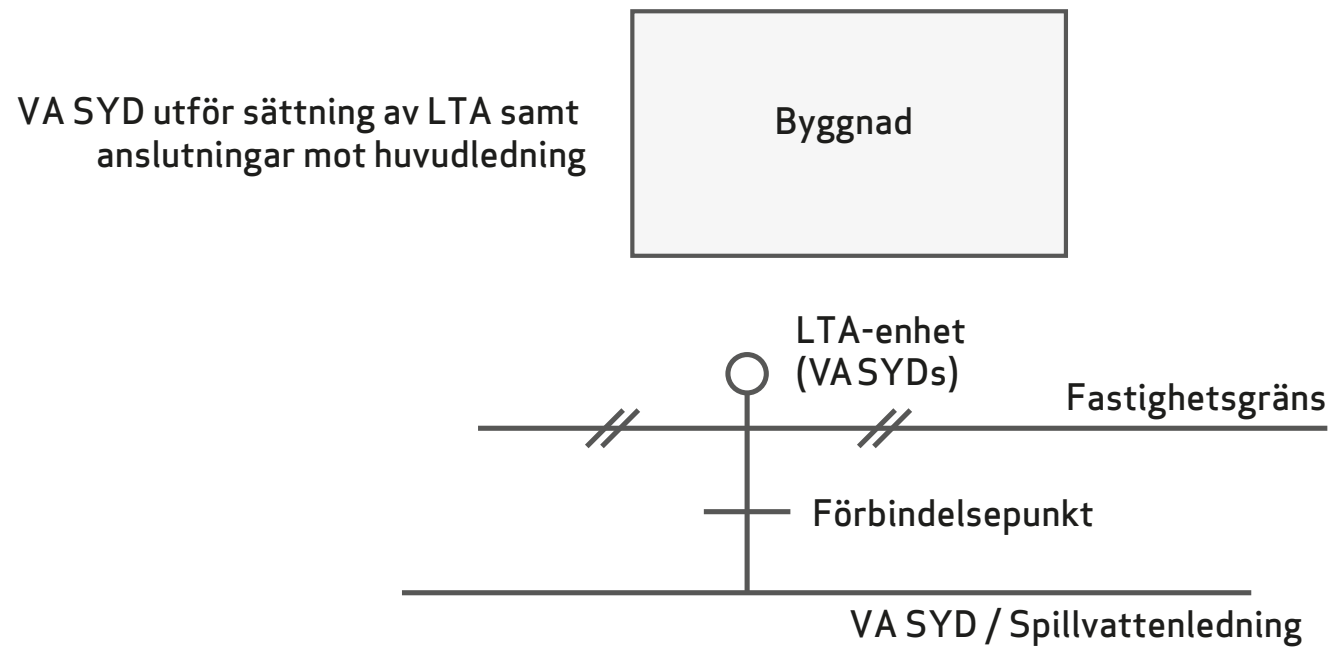 VA SYD utför sättning av LTA samt
anslutningar mot huvudledning
Byggnad
LTA-enhet
(VA SYDs)
Fastighetsgräns
Förbindelsepunkt
VA SYD / Spillvattenledning